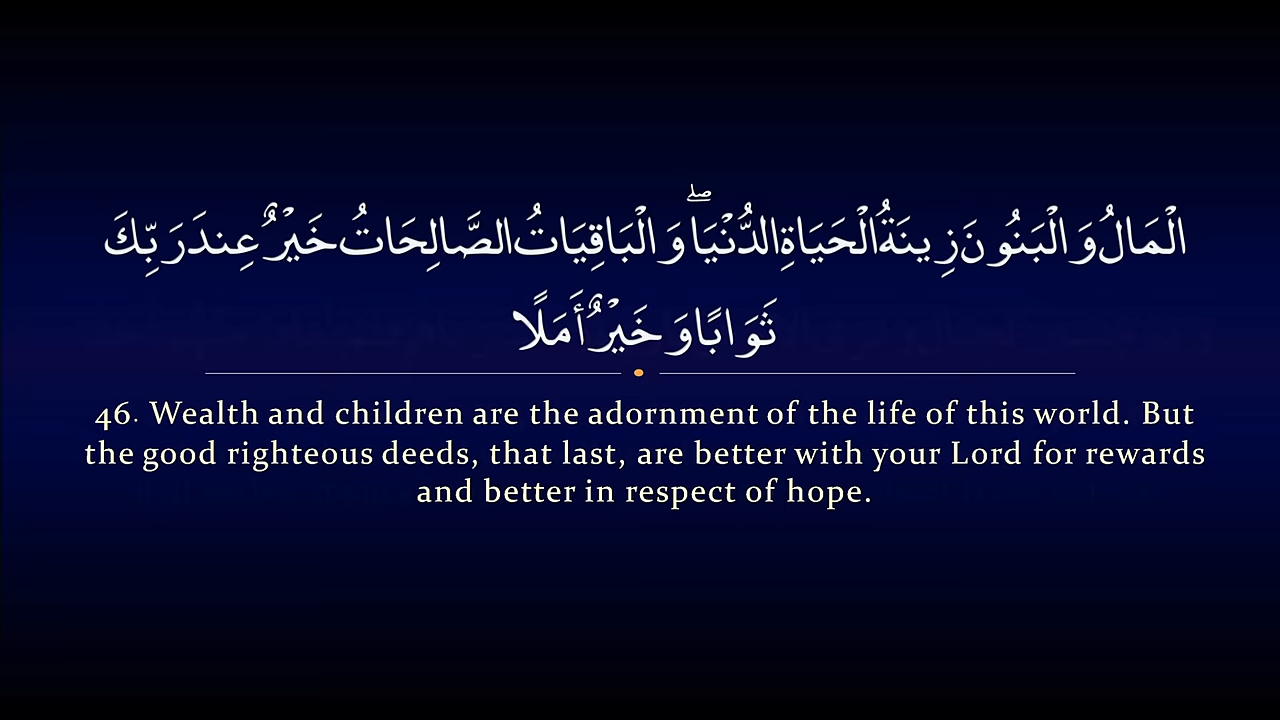 الْمَالُ وَالْبَنُونَ زِينَةُ الْحَيَاةِ الدُّنْيَا ۖ وَالْبَاقِيَاتُ الصَّالِحَاتُ خَيْرٌ عِندَ رَبِّكَ
ثَوَابًا وَخَيْرٌ أَمَلًا
46. Wealth and children are the adornment of the life of this world. But
the good righteous deeds, that last, are better with your Lord for rewards
and better in respect of hope.